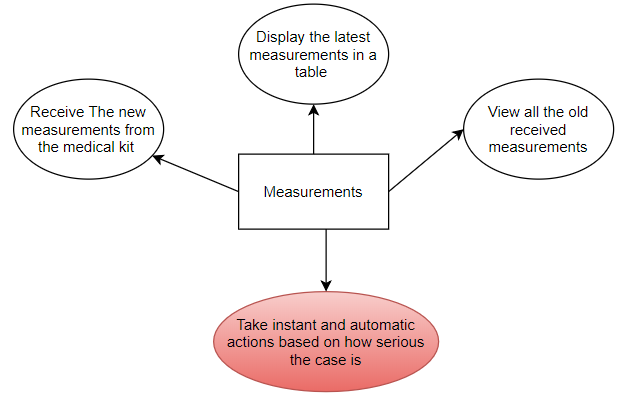 Display the latest
measurements in a
table
Receive The new
measurements from
the medical kit
View all the old
received
measurements
Measurements
Take instant and automatic
actions based on how serious
the case is